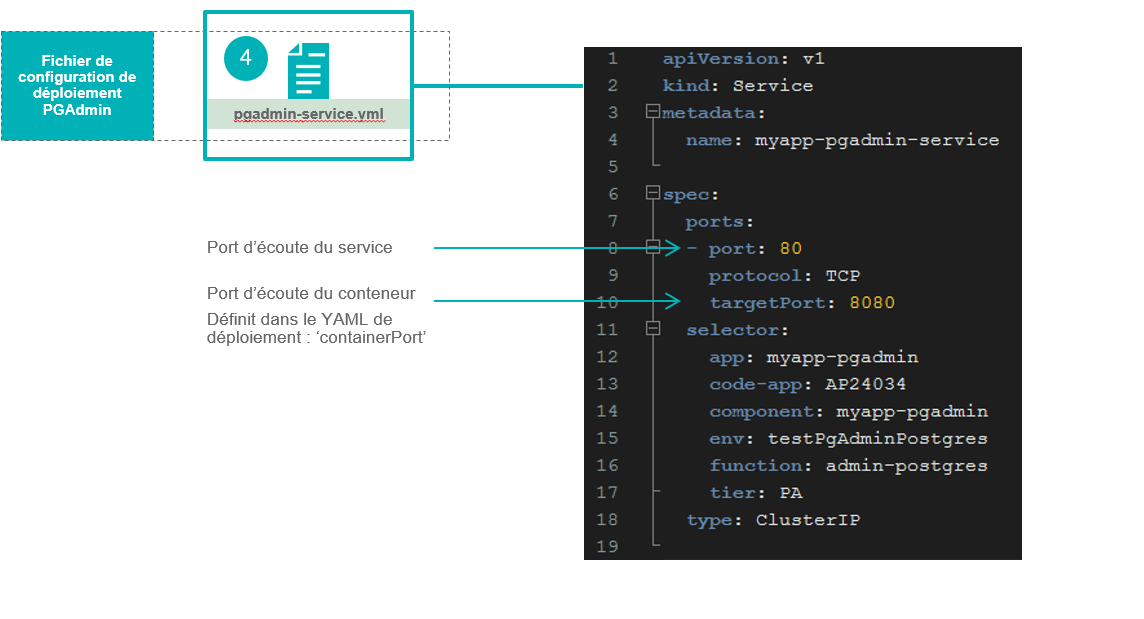 Fichier de
configuration de
déploiement
PGAdmin
4
pgadmin-service.yml
Port d’écoute du service
Port d’écoute du conteneur
Définit dans le YAML de
déploiement : ‘containerPort’
1 apiVersion: v1
2 kind: Service
3 metadata:
4 name: myapp-pgadmin-service
5
6 spec:
7 ports:
8 - port: 80
9 protocol: TCP
10 targetPort: 8080
11 selector:
12 app: myapp-pgadmin
13 code-app: AP24034
14 component: myapp-pgadmin
15 env: testPgAdminPostgres
16 function: admin-postgres
17 tier: PA
18 type: ClusterIP
19